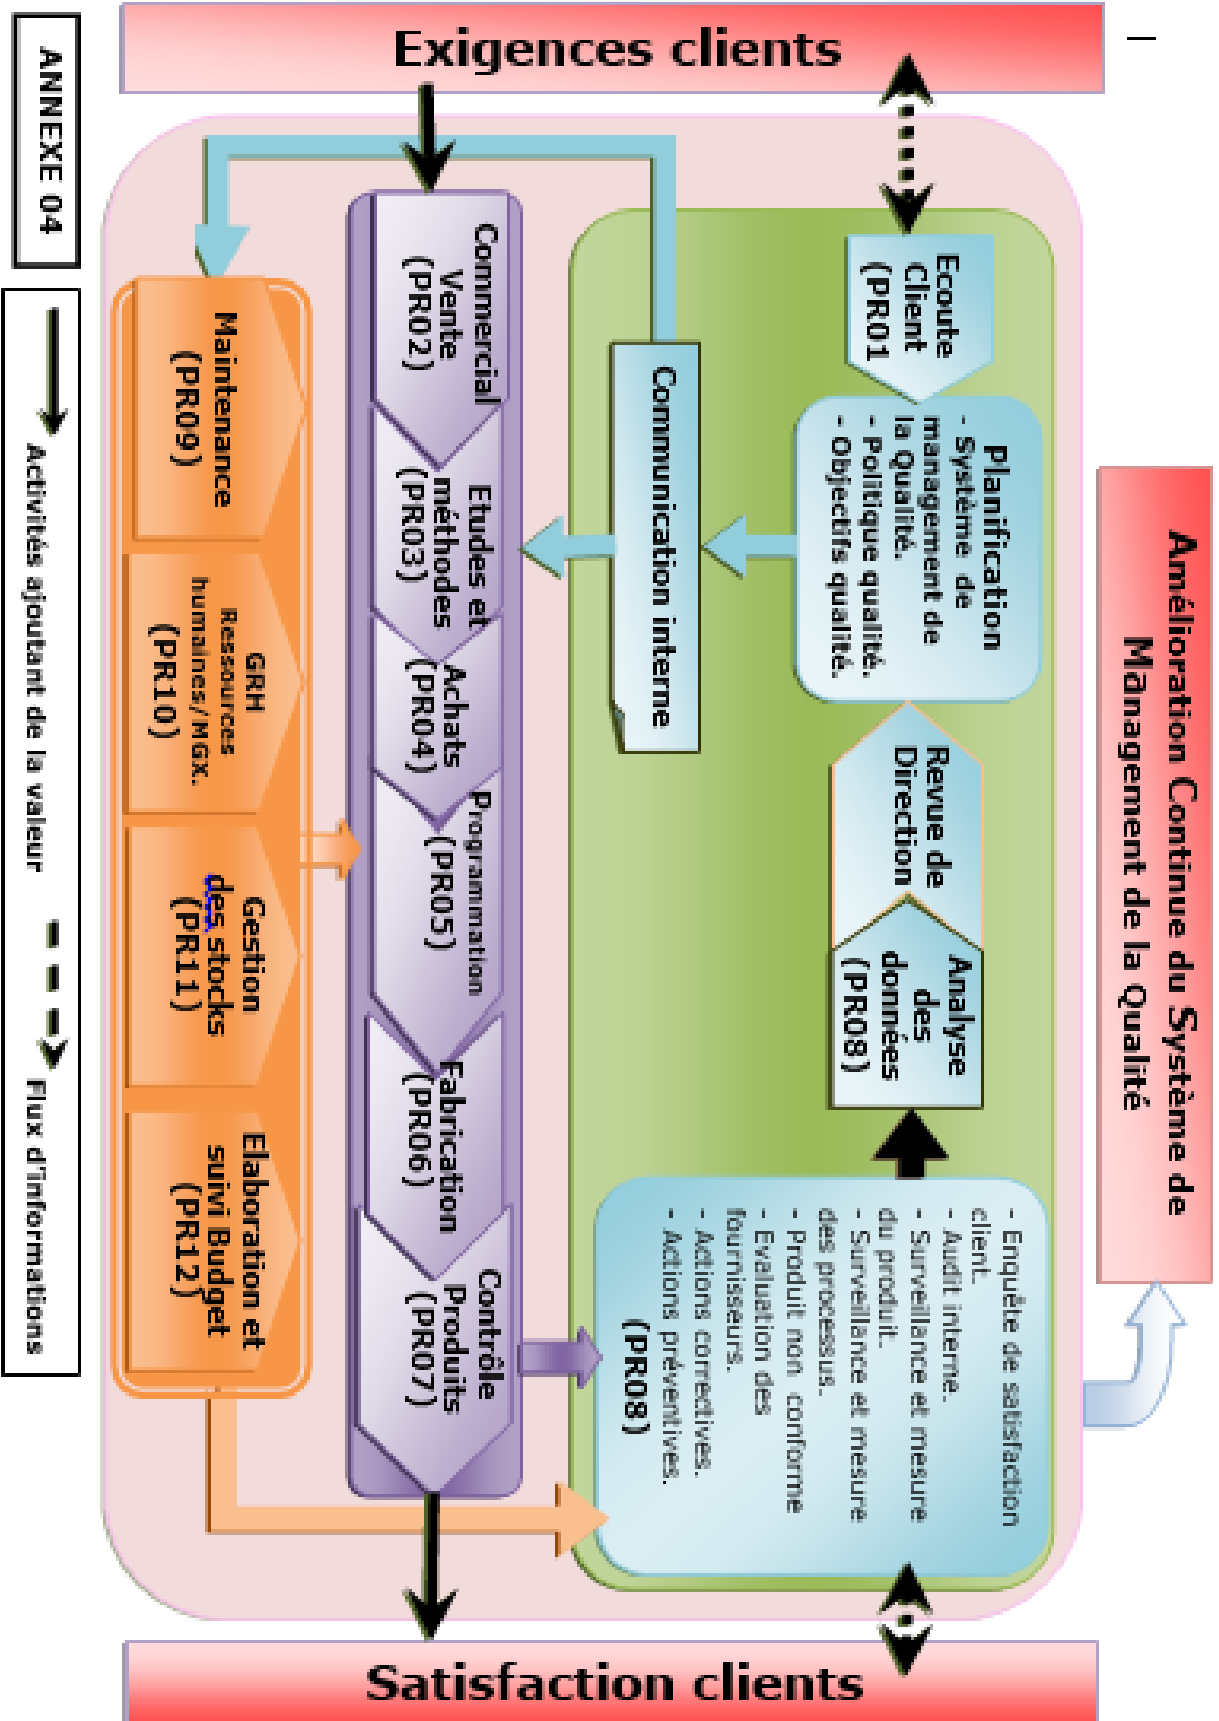 Amélioration Continue du Système de
Management de la Qualité
Exigences clients
Ecoute
Client
(PR01)
Planification
- Système de
management de
la Qualité.
- Politique qualité.
- Objectifs qualité.
Revue de
Direction
Analyse
des
données
(PR08)
- Enquête de satisfaction
client.
- Audit interne.
- Surveillance et mesure
du produit.
- Surveillance et mesure
des processus.
- Produit non conforme
- Evaluation des
fournisseurs.
- Actions correctives.
- Actions préventives.
(PR08)
Communication interne
Commercial
Vente
(PR02)
Etudes et
méthodes
(PR03)
Achats
(PR04)
Programmation
(PR05)
Fabrication
(PR06)
Contrôle
Produits
(PR07)
Maintenance
(PR09)
GRH
Ressources
humaines/MGX.
(PR10)
Gestion
des stocks
(PR11)
Elaboration et
suivi Budget
(PR12)
Satisfaction clients
ANNEXE 04
Activités ajoutant de la valeur
Flux d'informations